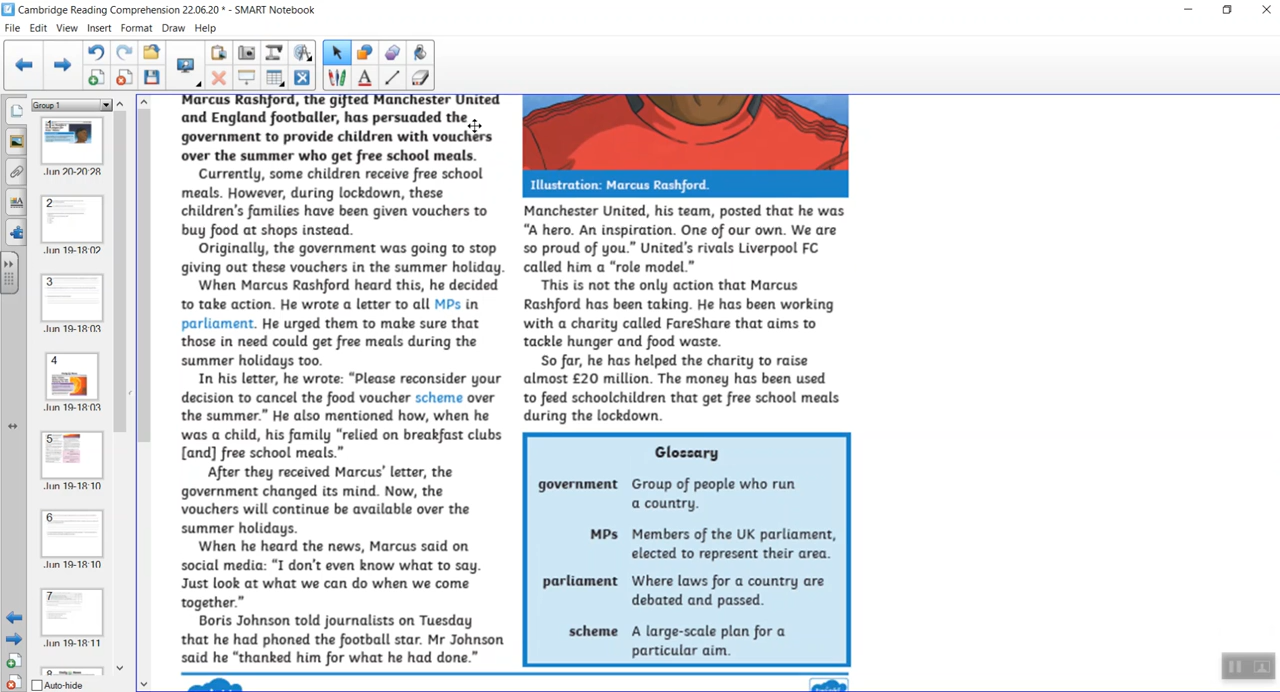 Cambridge Reading Comprehension 22.06.20 * - SMART Notebook
File Edit View Insert Format Draw Help
Group 1
Jun 20-20:28
2
Jun 19-18:02
3
Jun 19-18:03
4
Jun 19-18:03
5
Jun 19-18:10
6
Jun 19-18:10
7
Jun 19-18:11
8
Auto-hide
Marcus Rashford, the gifted Manchester United
and England footballer, has persuaded the
government to provide children with vouchers
over the summer who get free school meals.
Currently, some children receive free school
meals. However, during lockdown, these
children's families have been given vouchers to
buy food at shops instead.
Originally, the government was going to stop
giving out these vouchers in the summer holiday.
When Marcus Rashford heard this, he decided
to take action. He wrote a letter to all MPs in
parliament. He urged them to make sure that
those in need could get free meals during the
summer holidays too.
In his letter, he wrote: “Please reconsider your
decision to cancel the food voucher scheme over
the summer.” He also mentioned how, when he
was a child, his family “relied on breakfast clubs
[and] free school meals.”
After they received Marcus’ letter, the
government changed its mind. Now, the
vouchers will continue be available over the
summer holidays.
When he heard the news, Marcus said on
social media: “I don’t even know what to say.
Just look at what we can do when we come
together.”
Boris Johnson told journalists on Tuesday
that he had phoned the football star. Mr Johnson
said he “thanked him for what he had done.”
Illustration: Marcus Rashford.
Manchester United, his team, posted that he was
“A hero. An inspiration. One of our own. We are
so proud of you.” United’s rivals Liverpool FC
called him a “role model.”
This is not the only action that Marcus
Rashford has been taking. He has been working
with a charity called FareShare that aims to
tackle hunger and food waste.
So far, he has helped the charity to raise
almost £20 million. The money has been used
to feed schoolchildren that get free school meals
during the lockdown.
Glossary
government Group of people who run
a country.
MPs Members of the UK parliament,
elected to represent their area.
parliament Where laws for a country are
debated and passed.
scheme A large-scale plan for a
particular aim.